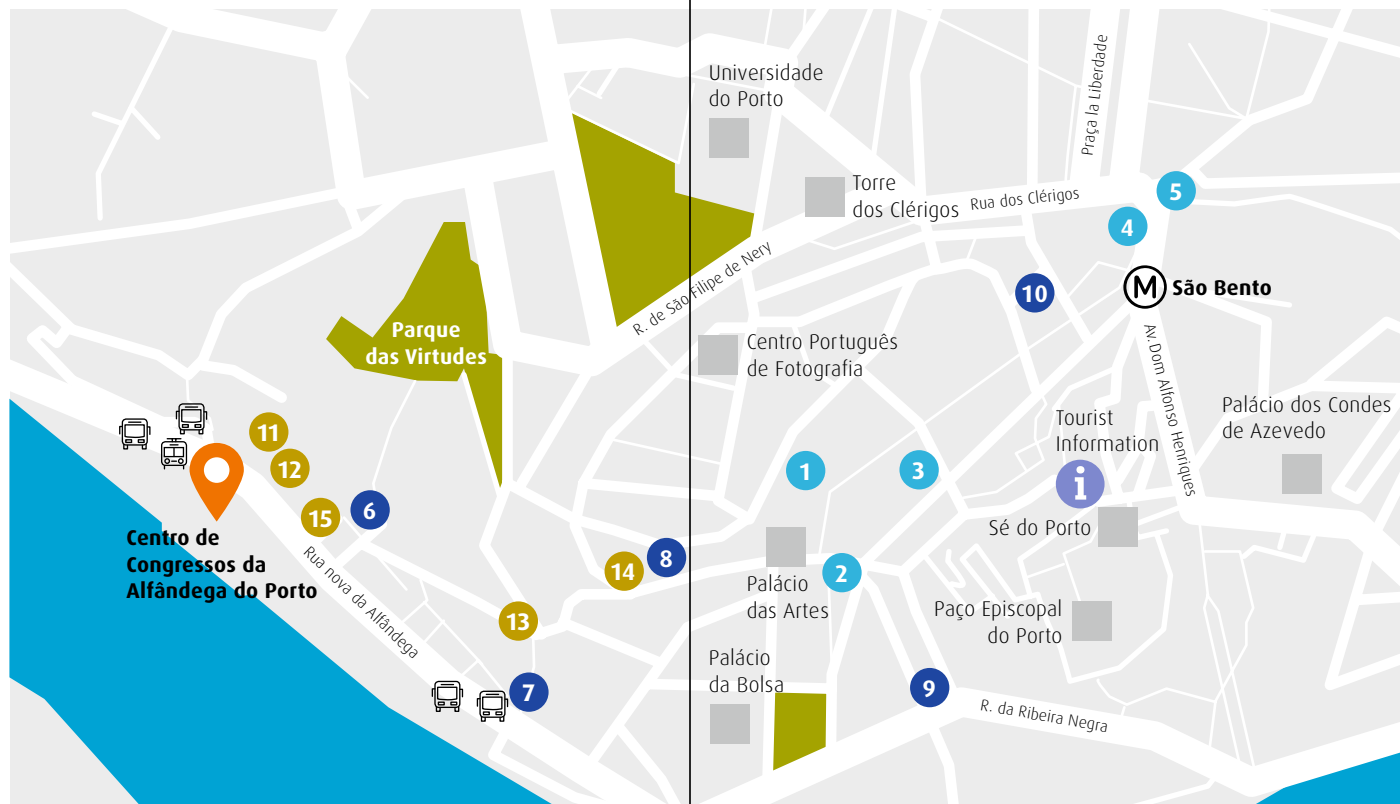 Universidade
do Porto
Praça la Liberdade
Torre
dos Clérigos
Rua dos Clérigos
5
4
R. de São Filipe de Nery
10
M
São Bento
Parque
das Virtudes
Centro Português
de Fotografia
Av.Dom Alfonso Henriques
Palácio dos Condes
de Azevedo
Tourist
Information
i
11
12
15
6
1
3
Sé do Porto
Centro de
Congressos da
Alfândega do Porto
Rua nova da Alfândega
14
8
2
Palácio
das Artes
Paço Episcopal
do Porto
13
7
Palácio
da Bolsa
9
R. da Ribeira Negra